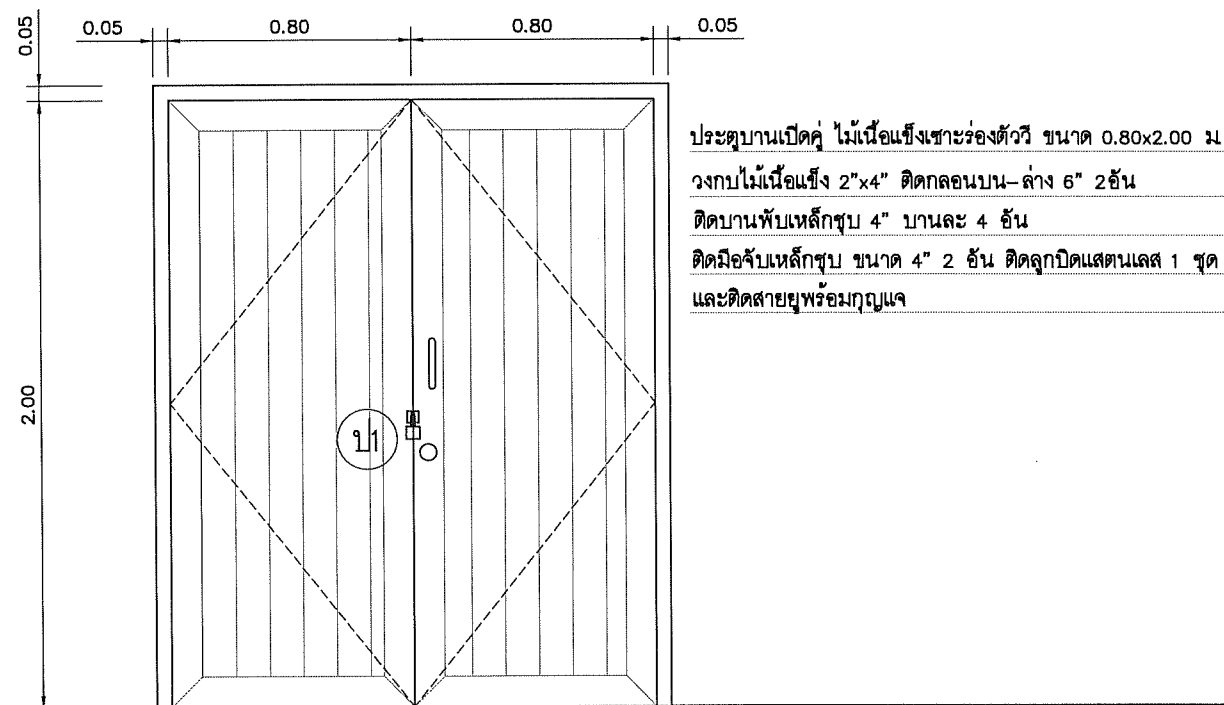 0.05 0.80 0.80 0.05
0.05
ประตูบานเปิดคู่ ไม้เนื้อแข็งเซาะร่องตัววี ขนาด 0.80x2.00 ม.
วงกบไม้เนื้อแข็ง 2"x4" ติดกลอนบน-ล่าง 6" 2อัน
ติดบานพับเหล็กชุบ 4" บานละ 4 อัน
ติดมือจับเหล็กชุบ ขนาด 4" 2 อัน ติดลูกบิดแสตนเลส 1 ชุด
และติดสายยูพร้อมกุญแจ
2.00
ป1